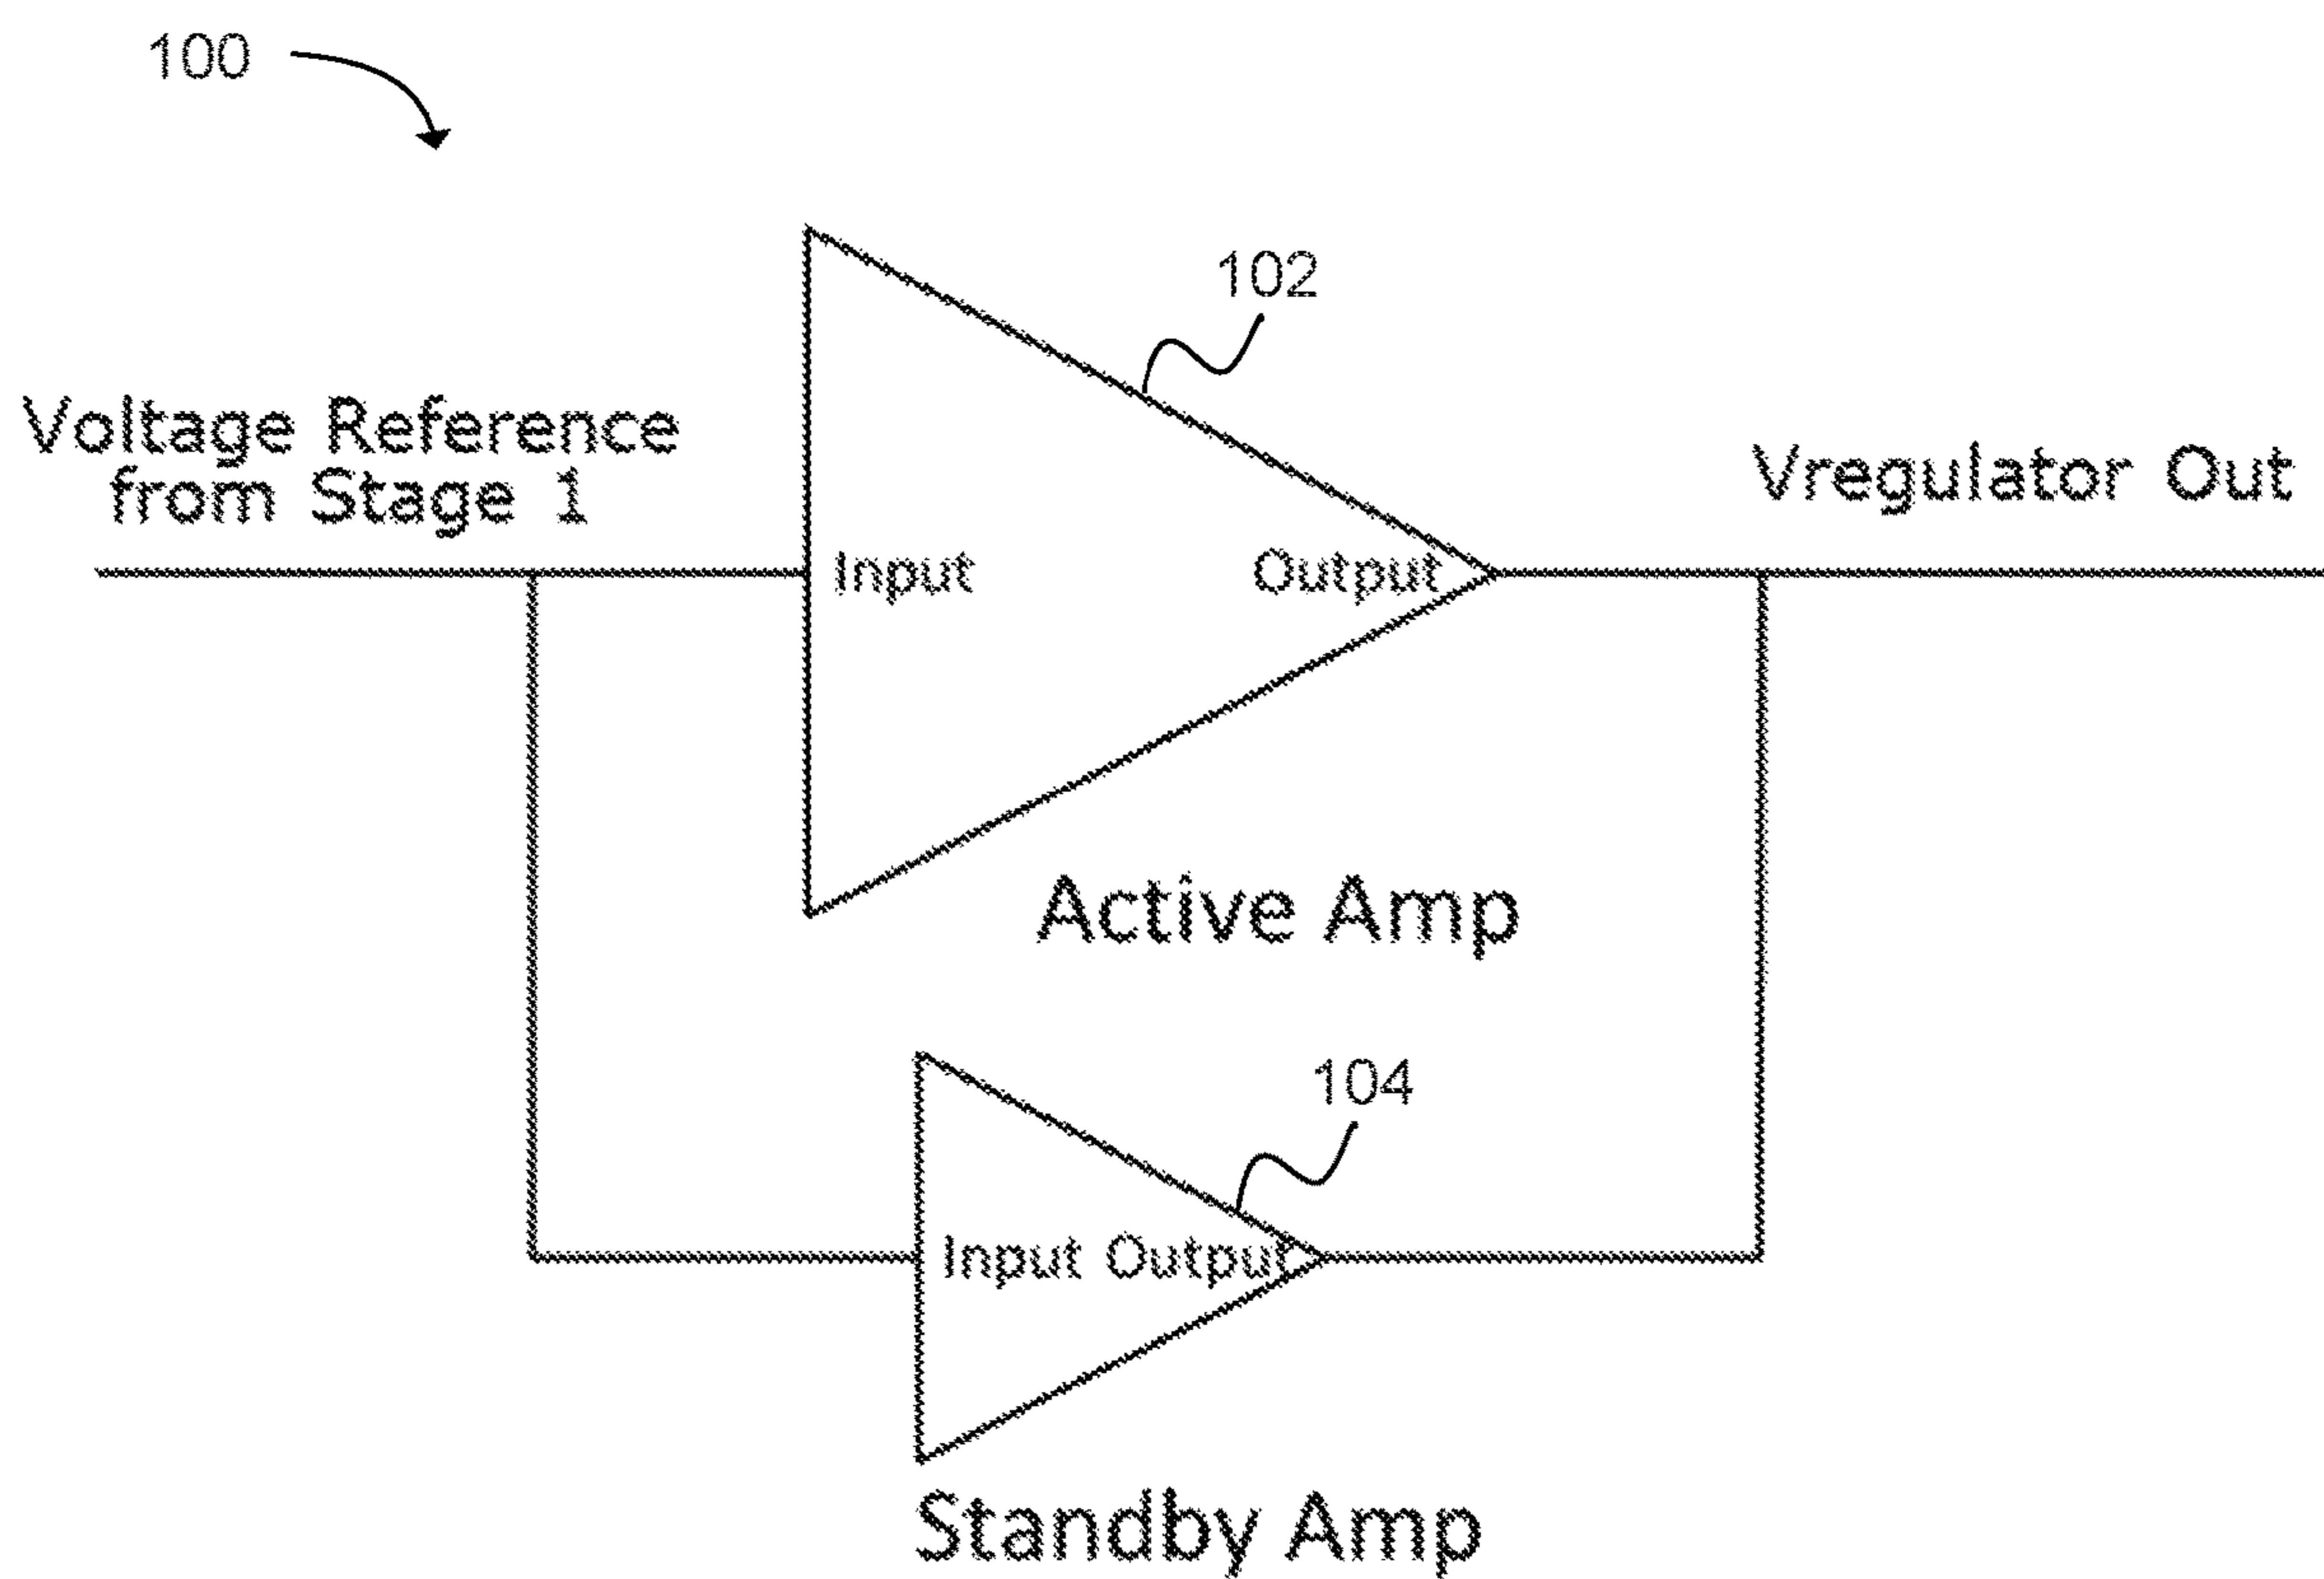 100
102
Voltage Reference
from Stage 1
Vregulator Out
Input
Output
Active Amp
104
Input Output
Standby Amp